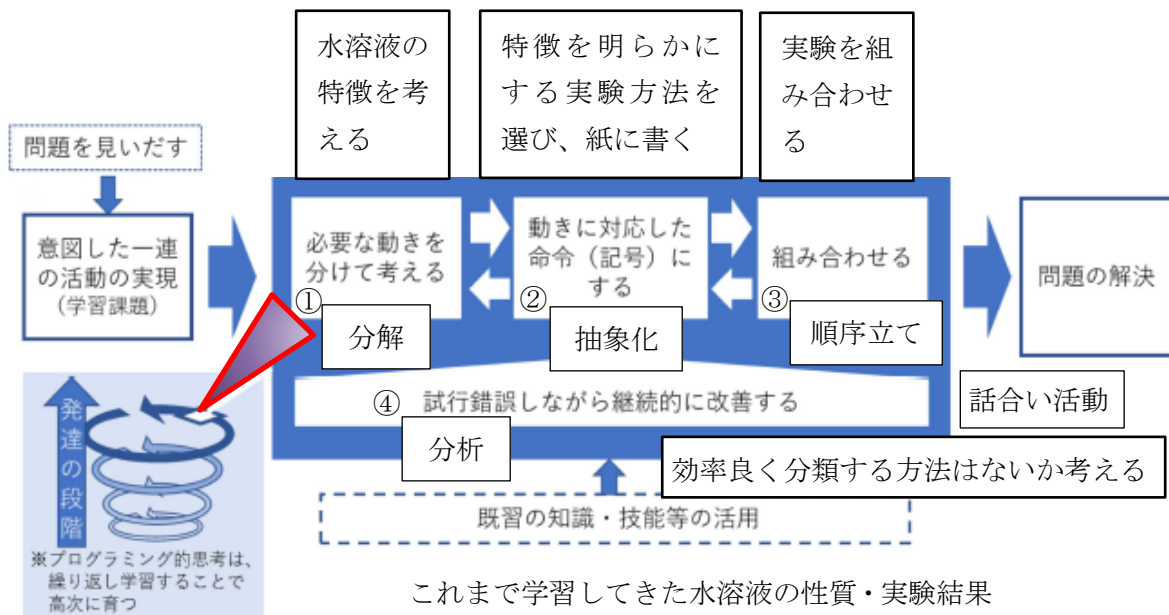 水溶液の
特徴を考
える
特徴を明らかに
する実験方法を
選び、紙に書く
実験を組
み合わせ
る
問題を見いだす
意図した一連
の活動の実現
(学習課題)
必要な動きを
分けて考える
動きに対応した
命令（記号）に
する
組み合わせる
問題の解決
①
分解
②
抽象化
③
順序立て
④
試行錯誤しながら継続的に改善する
分析
話合い活動
効率良く分類する方法はないか考える
既習の知識・技能等の活用
発達の段階
※プログラミング的思考は、
繰り返し学習することで
高次に育つ
これまで学習してきた水溶液の性質・実験結果